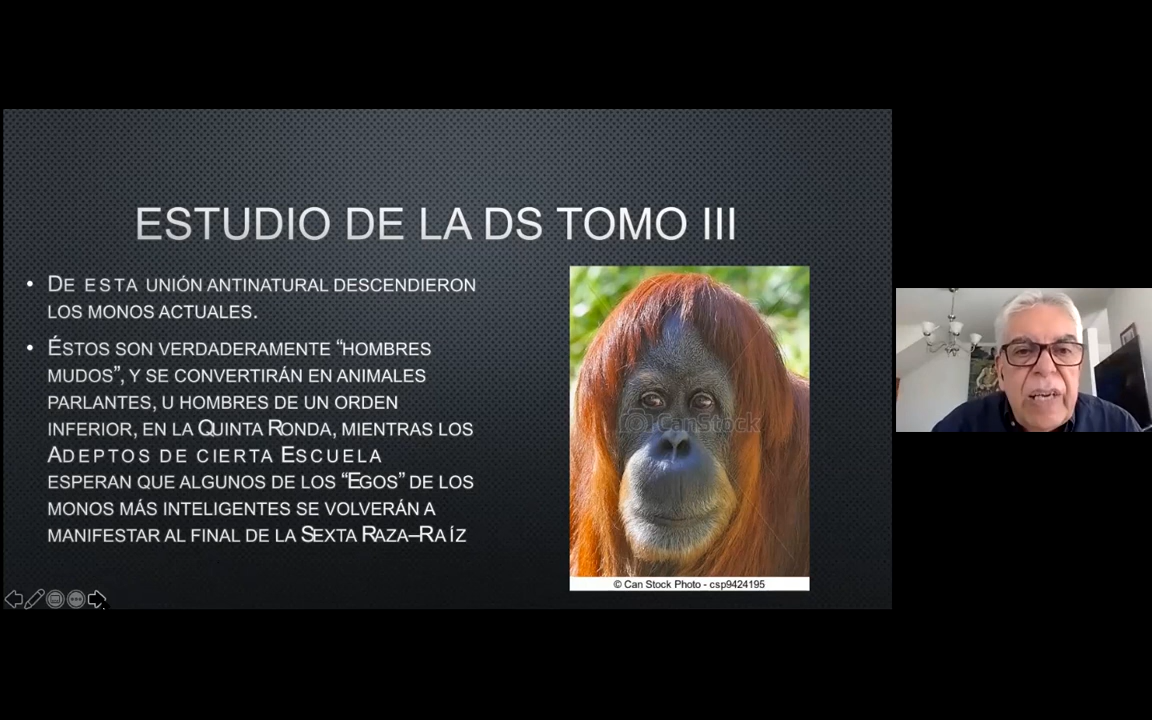 ESTUDIO DE LA DS TOMO III
• DE ESTA UNIÓN ANTINATURAL DESCENDIERON
LOS MONOS ACTUALES.
• ÉSTOS SON VERDADERAMENTE “HOMBRES
MUDOS”, Y SE CONVERTIRÁN EN ANIMALES
PARLANTES, U HOMBRES DE UN ORDEN
INFERIOR, EN LA QUINTA RONDA, MIENTRAS LOS
ADEPTOS DE CIERTA ESCUELA
ESPERAN QUE ALGUNOS DE LOS “EGOS” DE LOS
MONOS MÁS INTELIGENTES SE VOLVERÁN A
MANIFESTAR AL FINAL DE LA SEXTA RAZA–RAÍZ
CanStock
© Can Stock Photo - csp9424195